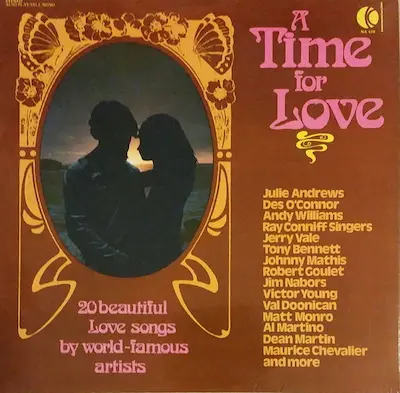 A
Time
for
Love
K
Julie Andrews
Des O'Connor
Andy Williams
Ray Conniff Singers
Jerry Vale
Tony Bennett
Johnny Mathis
Robert Goulet
Jim Nabors
Victor Young
Val Doonican
Matt Monro
Al Martino
Dean Martin
Maurice Chevalier
and more
20 beautiful
Love songs
by world-famous
artists